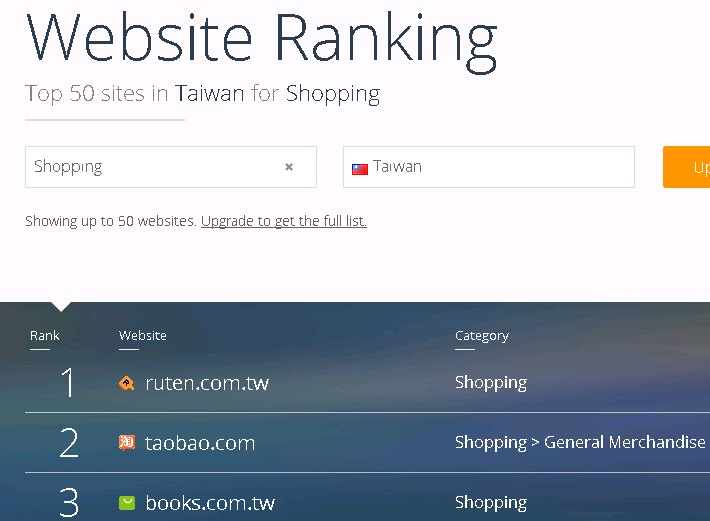 Website Ranking
Top 50 sites in Taiwan for Shopping
Shopping ✖ Taiwan Up
Showing up to 50 websites. Upgrade to get the full list.
Rank Website Category
1 ruten.com.tw Shopping
2 淘 taobao.com Shopping > General Merchandise
3 books.com.tw Shopping